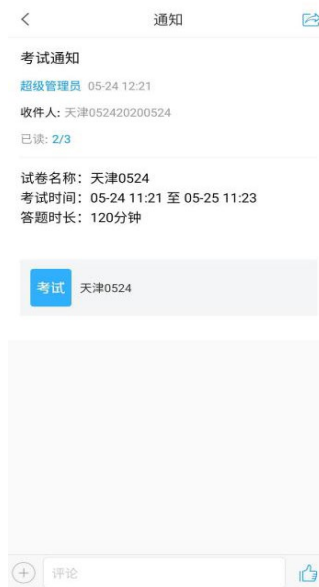 通知
考试通知
超级管理员 05-24 12:21
收件人: 天津052420200524
已读: 2/3
试卷名称：天津0524
考试时间：05-24 11:21 至 05-25 11:23
答题时长：120分钟
考试 天津0524
评论